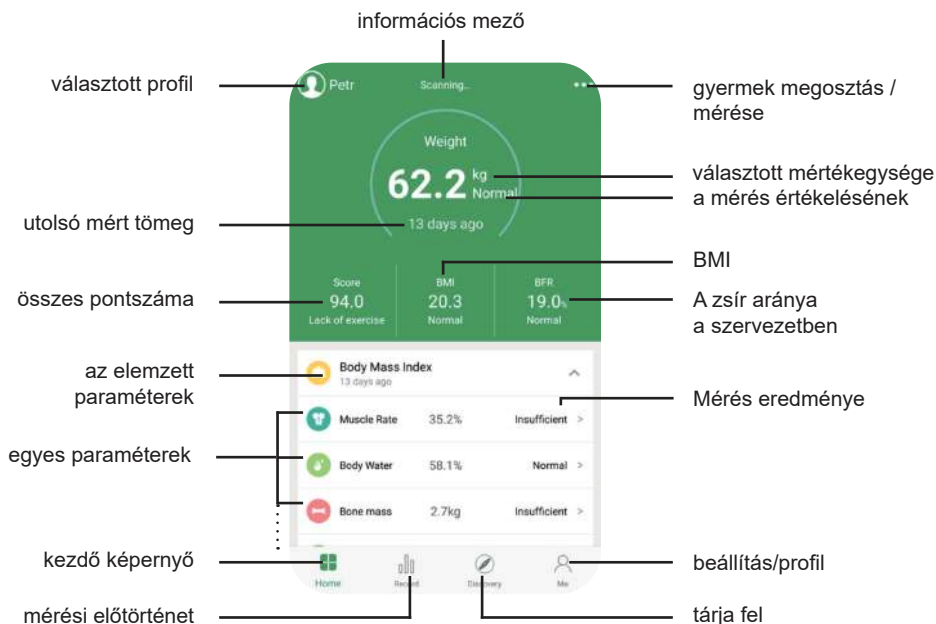 információs mező
választott profil
Petr
Scanning...
gyermek megosztás /
mérése
Weight
62.2 kg
Normal
választott mértékegysége
a mérés értékelésének
utolsó mért tömeg
13 days ago
BMI
összes pontszáma
Score
94.0
Lack of exercise
BMI
20.3
Normal
BFR
19.0%
Normal
A zsír aránya
a szervezetben
az elemzett
paraméterek
Body Mass Index
13 days ago
Mérés eredménye
egyes paraméterek
Muscle Rate 35.2% Insufficient >
Body Water 58.1% Normal >
Bone mass 2.7kg Insufficient >
kezdő képernyő
beállítás/profil
Home Record Discovery Me
mérési előtörténet
tárja fel